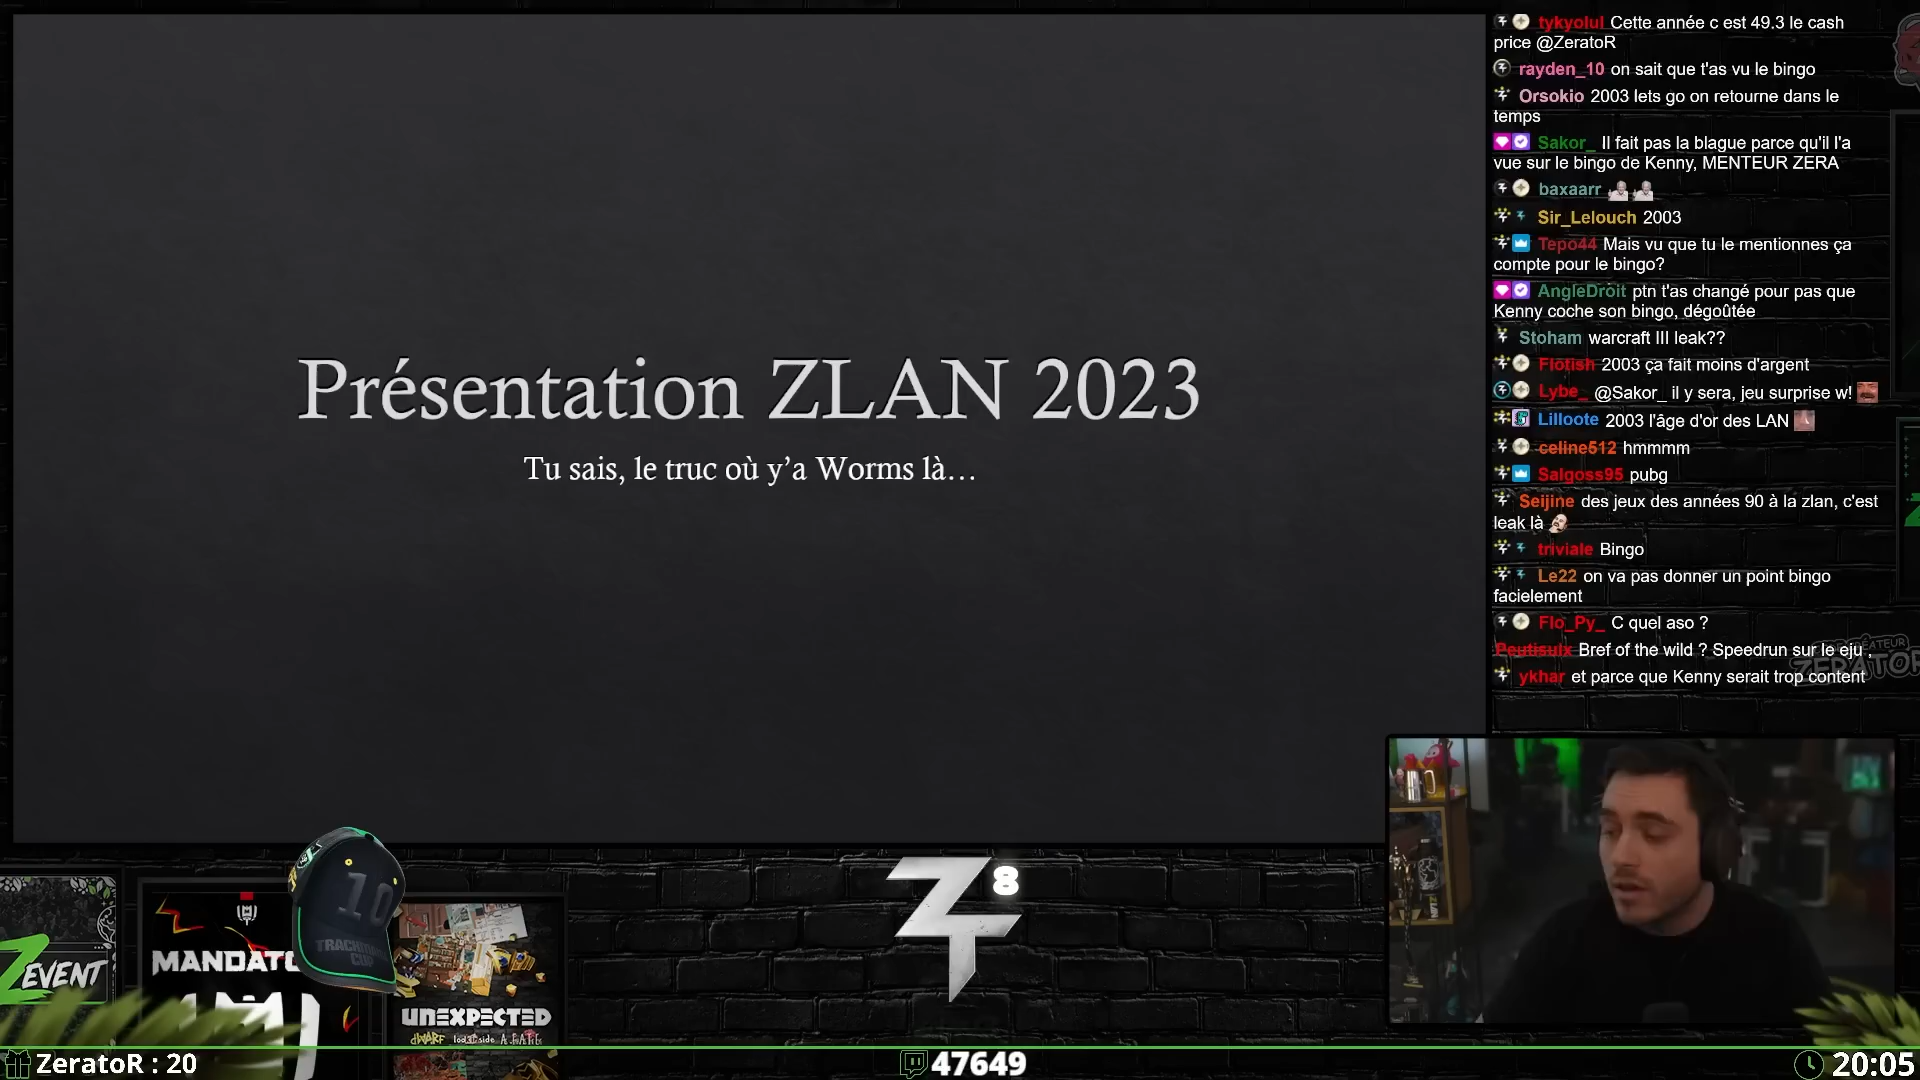 Présentation ZLAN 2023
Tu sais, le truc où y’a Worms là…
tykyolul Cette année c est 49.3 le cash
price @ZeratoR
rayden_10 on sait que t'as vu le bingo
Orsokio 2003 lets go on retourne dans le
temps
Sakor_ Il fait pas la blague parce qu'il l'a
vue sur le bingo de Kenny, MENTEUR ZERA
baxaarr
Sir_Lelouch 2003
Tepo44 Mais vu que tu le mentionnes ça
compte pour le bingo?
AngleDroit ptn t'as changé pour pas que
Kenny coche son bingo, dégoûtée
Stoham warcraft III leak??
Flotish 2003 ça fait moins d'argent
Lybe_ @Sakor_ il y sera, jeu surprise w!
Lilloote 2003 l'âge d'or des LAN
celine512 hmmmm
Salgoss95 pubg
Seijine des jeux des années 90 à la zlan, c'est
leak là
triviale Bingo
Le22 on va pas donner un point bingo
facielement
Flo_Py_ C quel aso ?
Peutisulx Bref of the wild ? Speedrun sur le eju ,
ykhar et parce que Kenny serait trop content
ZERATOR
ZEVENT
MANDATO
10
TRACKMANIA
CUP
UNEXPECTED
ZT 8
ZeratoR : 20
47649
20:05